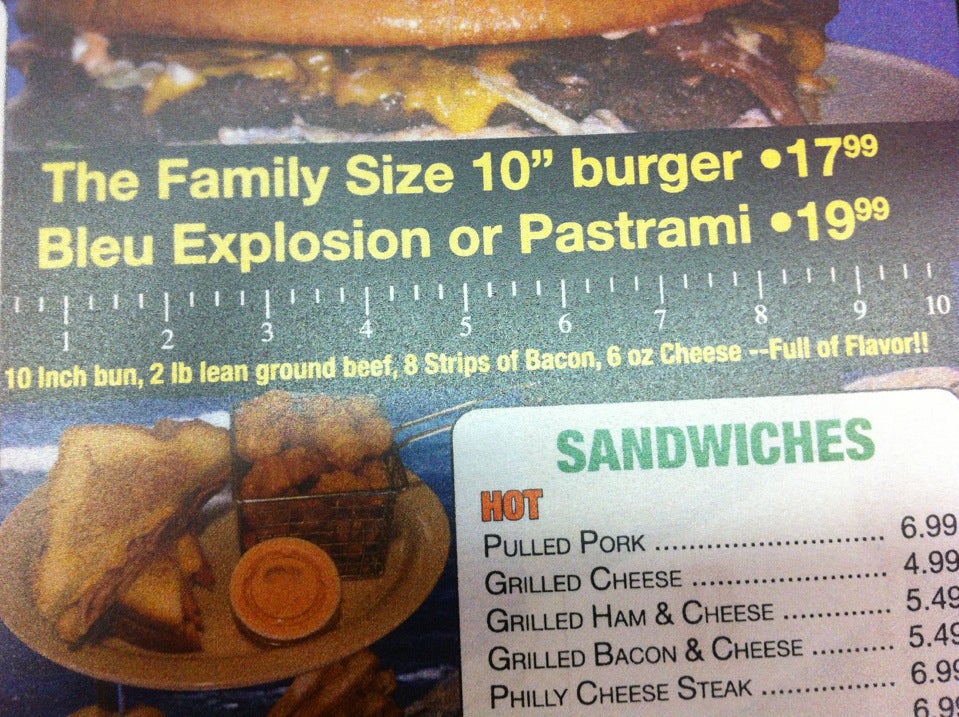 The Family Size 10” burger •17⁹⁹
Bleu Explosion or Pastrami •19⁹⁹
1 2 3 4 5 6 7 8 9 10
10 Inch bun, 2 lb lean ground beef, 8 Strips of Bacon, 6 oz Cheese --Full of Flavor!!
SANDWICHES
HOT
PULLED PORK .............................. 6.99
GRILLED CHEESE ......................... 4.99
GRILLED HAM & CHEESE ........... 5.49
GRILLED BACON & CHEESE ......... 5.49
PHILLY CHEESE STEAK ................ 6.99
6.99